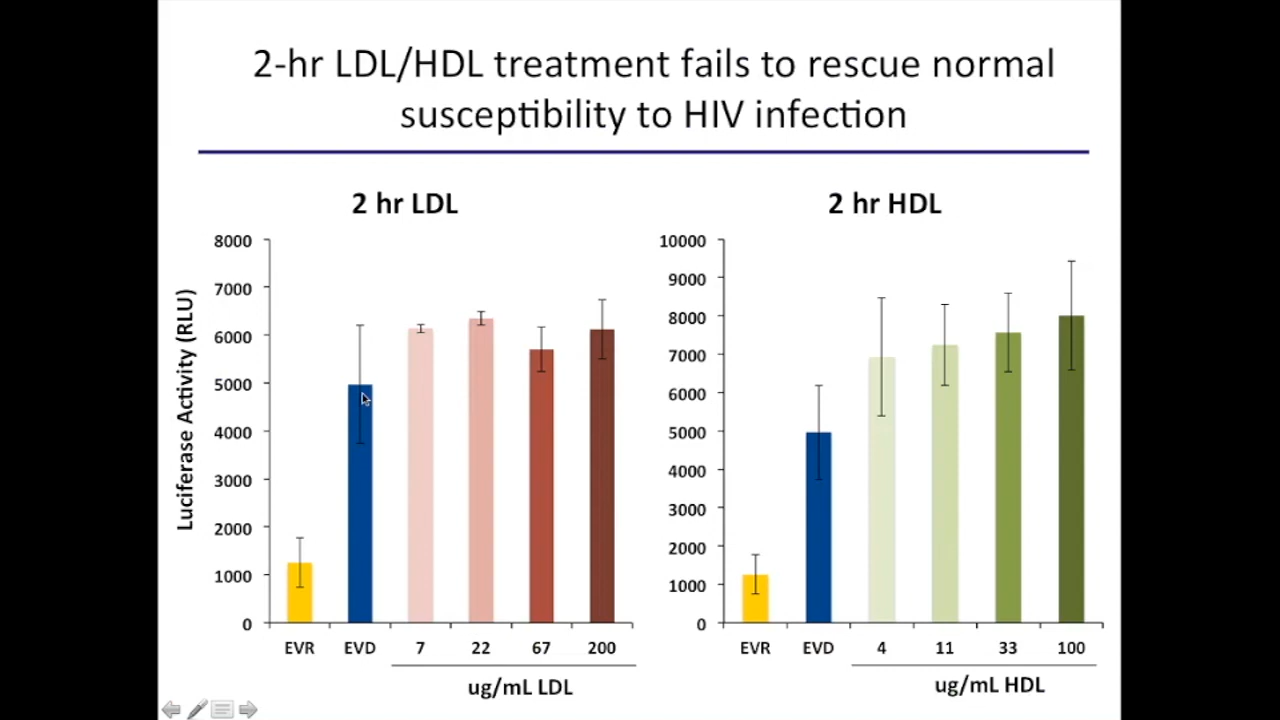 2-hr LDL/HDL treatment fails to rescue normal
susceptibility to HIV infection
2 hr LDL
8000
7000
6000
5000
4000
3000
2000
1000
0
Luciferase Activity (RLU)
EVR EVD 7 22 67 200
ug/mL LDL
2 hr HDL
10000
9000
8000
7000
6000
5000
4000
3000
2000
1000
0
EVR EVD 4 11 33 100
ug/mL HDL